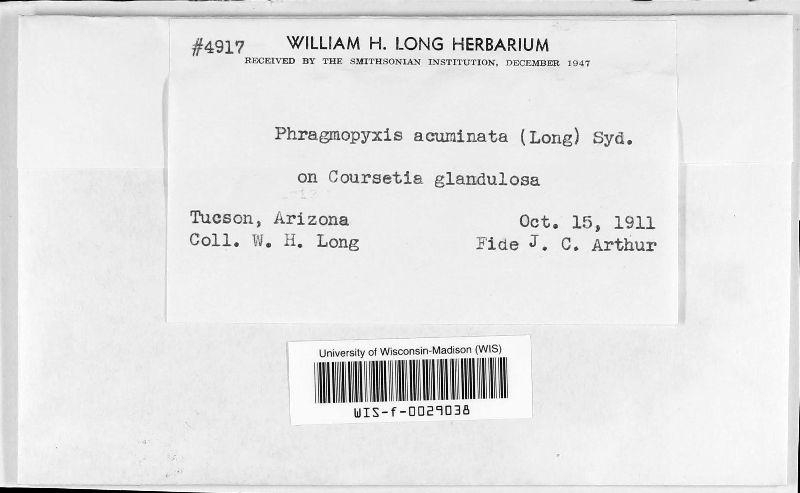 #4917 WILLIAM H. LONG HERBARIUM
RECEIVED BY THE SMITHSONIAN INSTITUTION, DECEMBER 1947
Phragmopyxis acuminata (Long) Syd.
on Coursetia glandulosa
Tucson, Arizona Oct. 15, 1911
Coll. W. H. Long Fide J. C. Arthur
University of Wisconsin-Madison (WIS)
WIS-f-0029038